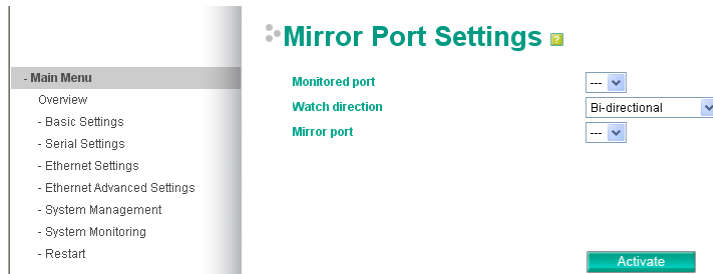 Mirror Port Settings
- Main Menu
Overview
- Basic Settings
- Serial Settings
- Ethernet Settings
- Ethernet Advanced Settings
- System Management
- System Monitoring
- Restart
Monitored port ---
Watch direction Bi-directional
Mirror port ---
Activate